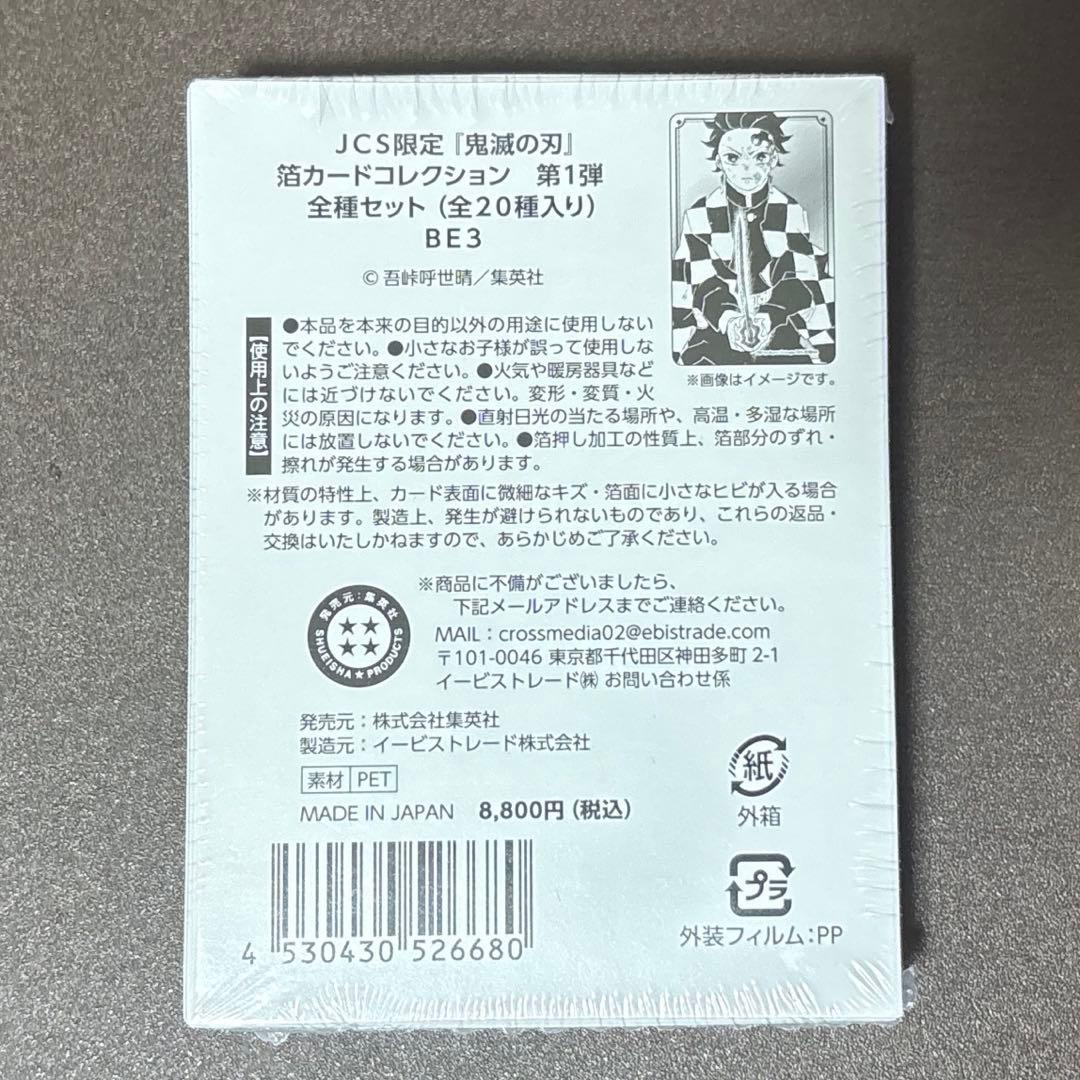 JCS限定『鬼滅の刃』
箔カードコレクション　第1弾
全種セット（全20種入り）
BE3
© 吾峠呼世晴／集英社
※画像はイメージです。
【使用上の注意】
●本品を本来の目的以外の用途に使用しない
でください。●小さなお子様が誤って使用しな
いようご注意ください。●火気や暖房器具など
には近づけないでください。変形・変質・火
災の原因になります。●直射日光の当たる場所や、高温・多湿な場所
には放置しないでください。●箔押し加工の性質上、箔部分のずれ・
擦れが発生する場合があります。
※材質の特性上、カード表面に微細なキズ・箔面に小さなヒビが入る場合
があります。製造上、発生が避けられないものであり、これらの返品・
交換はいたしかねますので、あらかじめご了承ください。
発売元：集英社
SHUEISHA★PRODUCTS
※商品に不備がございましたら、
下記メールアドレスまでご連絡ください。
MAIL：crossmedia02@ebistrade.com
〒101-0046 東京都千代田区神田多町 2-1
イービストレード㈱ お問い合わせ係
発売元：株式会社集英社
製造元：イービストレード株式会社
素材 PET
MADE IN JAPAN 8,800円（税込）
紙
外箱
プラ
外装フィルム：PP
4 530430 526680